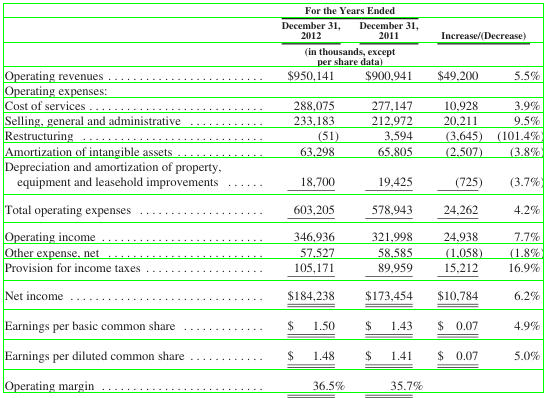 For the Years Ended
December 31, December 31,
2012 2011 Increase/(Decrease)
(in thousands, except
per share data)
Operating revenues . . . . . . . . . . . . . . . . . . . . . . . . $950,141 $900,941 $49,200 5.5%
Operating expenses:
Cost of services . . . . . . . . . . . . . . . . . . . . . . . . . . . 288,075 277,147 10,928 3.9%
Selling, general and administrative . . . . . . . . . . . . 233,183 212,972 20,211 9.5%
Restructuring . . . . . . . . . . . . . . . . . . . . . . . . . . . . (51) 3,594 (3,645) (101.4%)
Amortization of intangible assets . . . . . . . . . . . . . 63,298 65,805 (2,507) (3.8%)
Depreciation and amortization of property,
equipment and leasehold improvements . . . . . . 18,700 19,425 (725) (3.7%)
Total operating expenses . . . . . . . . . . . . . . . . . . . 603,205 578,943 24,262 4.2%
Operating income . . . . . . . . . . . . . . . . . . . . . . . . . 346,936 321,998 24,938 7.7%
Other expense, net . . . . . . . . . . . . . . . . . . . . . . . . 57,527 58,585 (1,058) (1.8%)
Provision for income taxes . . . . . . . . . . . . . . . . . . 105,171 89,959 15,212 16.9%
Net income . . . . . . . . . . . . . . . . . . . . . . . . . . . . . . $184,238 $173,454 $10,784 6.2%
Earnings per basic common share . . . . . . . . . . . . $ 1.50 $ 1.43 $ 0.07 4.9%
Earnings per diluted common share . . . . . . . . . . . $ 1.48 $ 1.41 $ 0.07 5.0%
Operating margin . . . . . . . . . . . . . . . . . . . . . . . . . 36.5% 35.7%